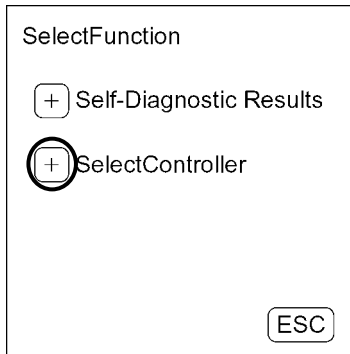 SelectFunction
+ Self-Diagnostic Results
+ SelectController
ESC